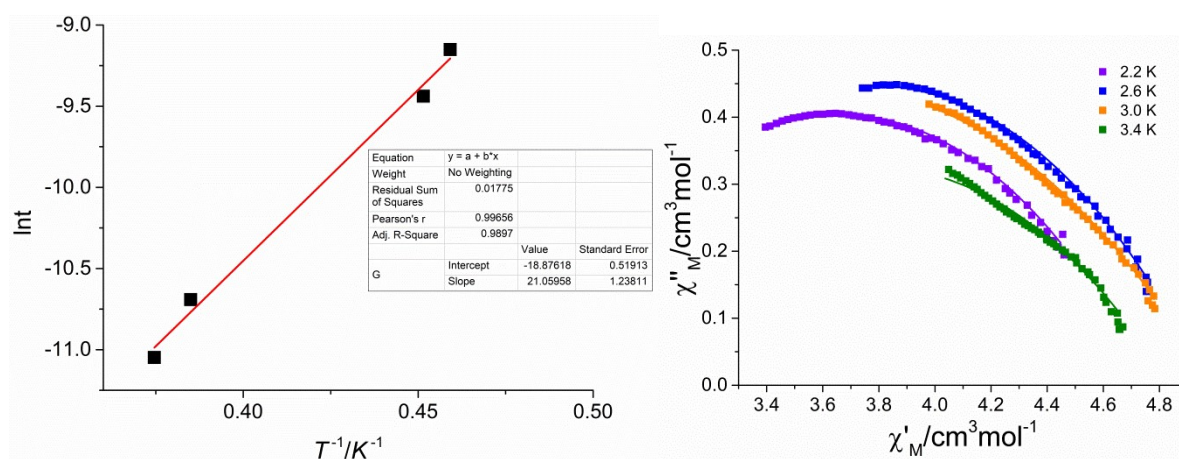 -9.0
-9.5
-10.0
-10.5
-11.0
lnt
0.40
0.45
0.50
T⁻¹/K⁻¹
Equation y = a + b*x
Weight No Weighting
Residual Sum of Squares 0.01775
Pearson's r 0.99656
Adj. R-Square 0.9897
Value Standard Error
G Intercept -18.87618 0.51913
Slope 21.05958 1.23811
0.5
0.4
0.3
0.2
0.1
0.0
χ''M/cm³mol⁻¹
2.2 K
2.6 K
3.0 K
3.4 K
3.4 3.6 3.8 4.0 4.2 4.4 4.6 4.8
χ'M/cm³mol⁻¹